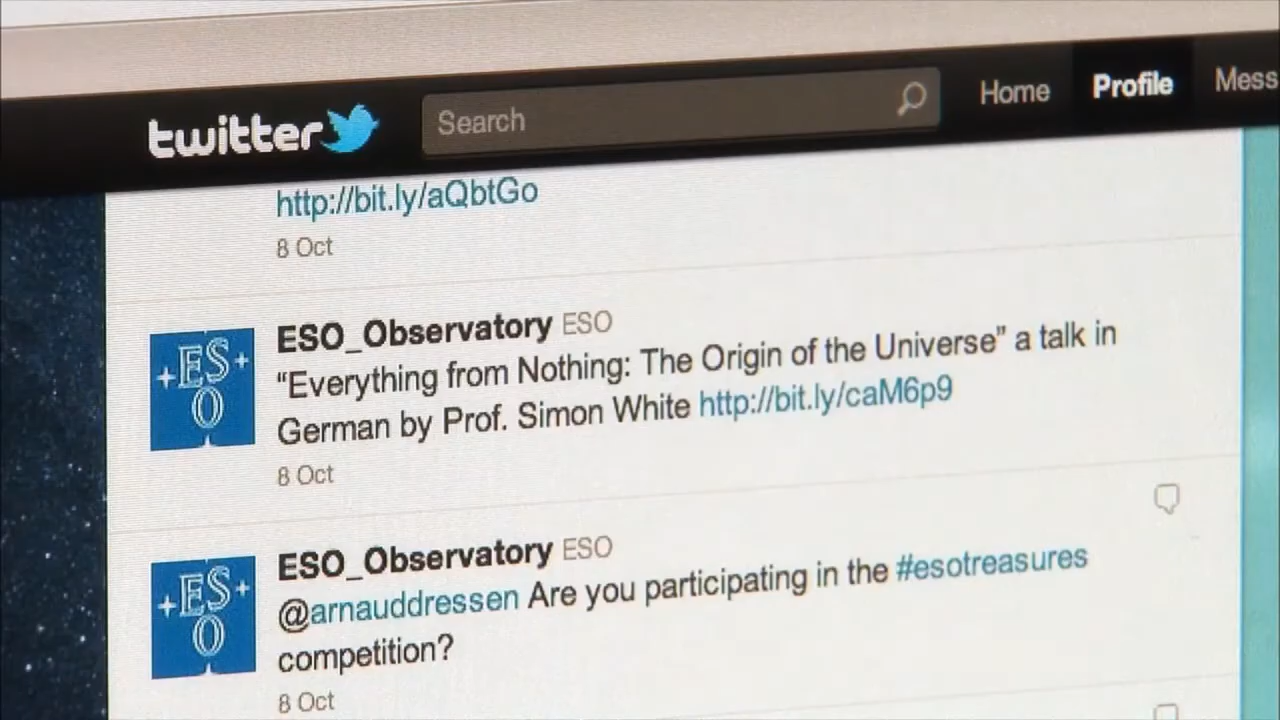 twitter
Search
Home
Profile
Mess
http://bit.ly/aQbtGo
8 Oct
ESO_Observatory ESO
"Everything from Nothing: The Origin of the Universe" a talk in
German by Prof. Simon White http://bit.ly/caM6p9
8 Oct
ESO_Observatory ESO
@arnauddressen Are you participating in the #esotreasures
competition?
8 Oct
ES
O
ES
O